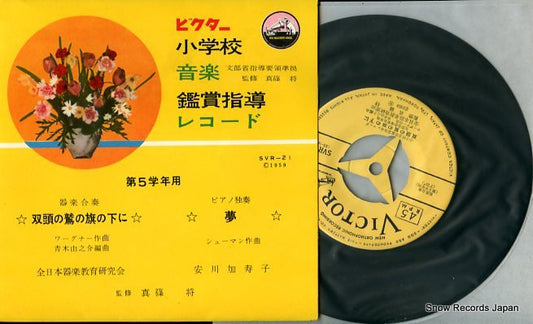 ビクター
小学校
音楽 文部省指導要領準拠
監修 真篠 将
鑑賞指導
レコード
SVR-21
©1958
第5学年用
器楽合奏
☆ 双頭の鷲の旗の下に ☆
ワーグナー作曲
青木由之介編曲
全日本器楽教育研究会
ピアノ独奏
夢 ☆
シューマン作曲
安川加寿子
監修 真篠 将
VICTOR
NEW ORTHOPHONIC RECORDING
45
RPM
Snow Records Japan